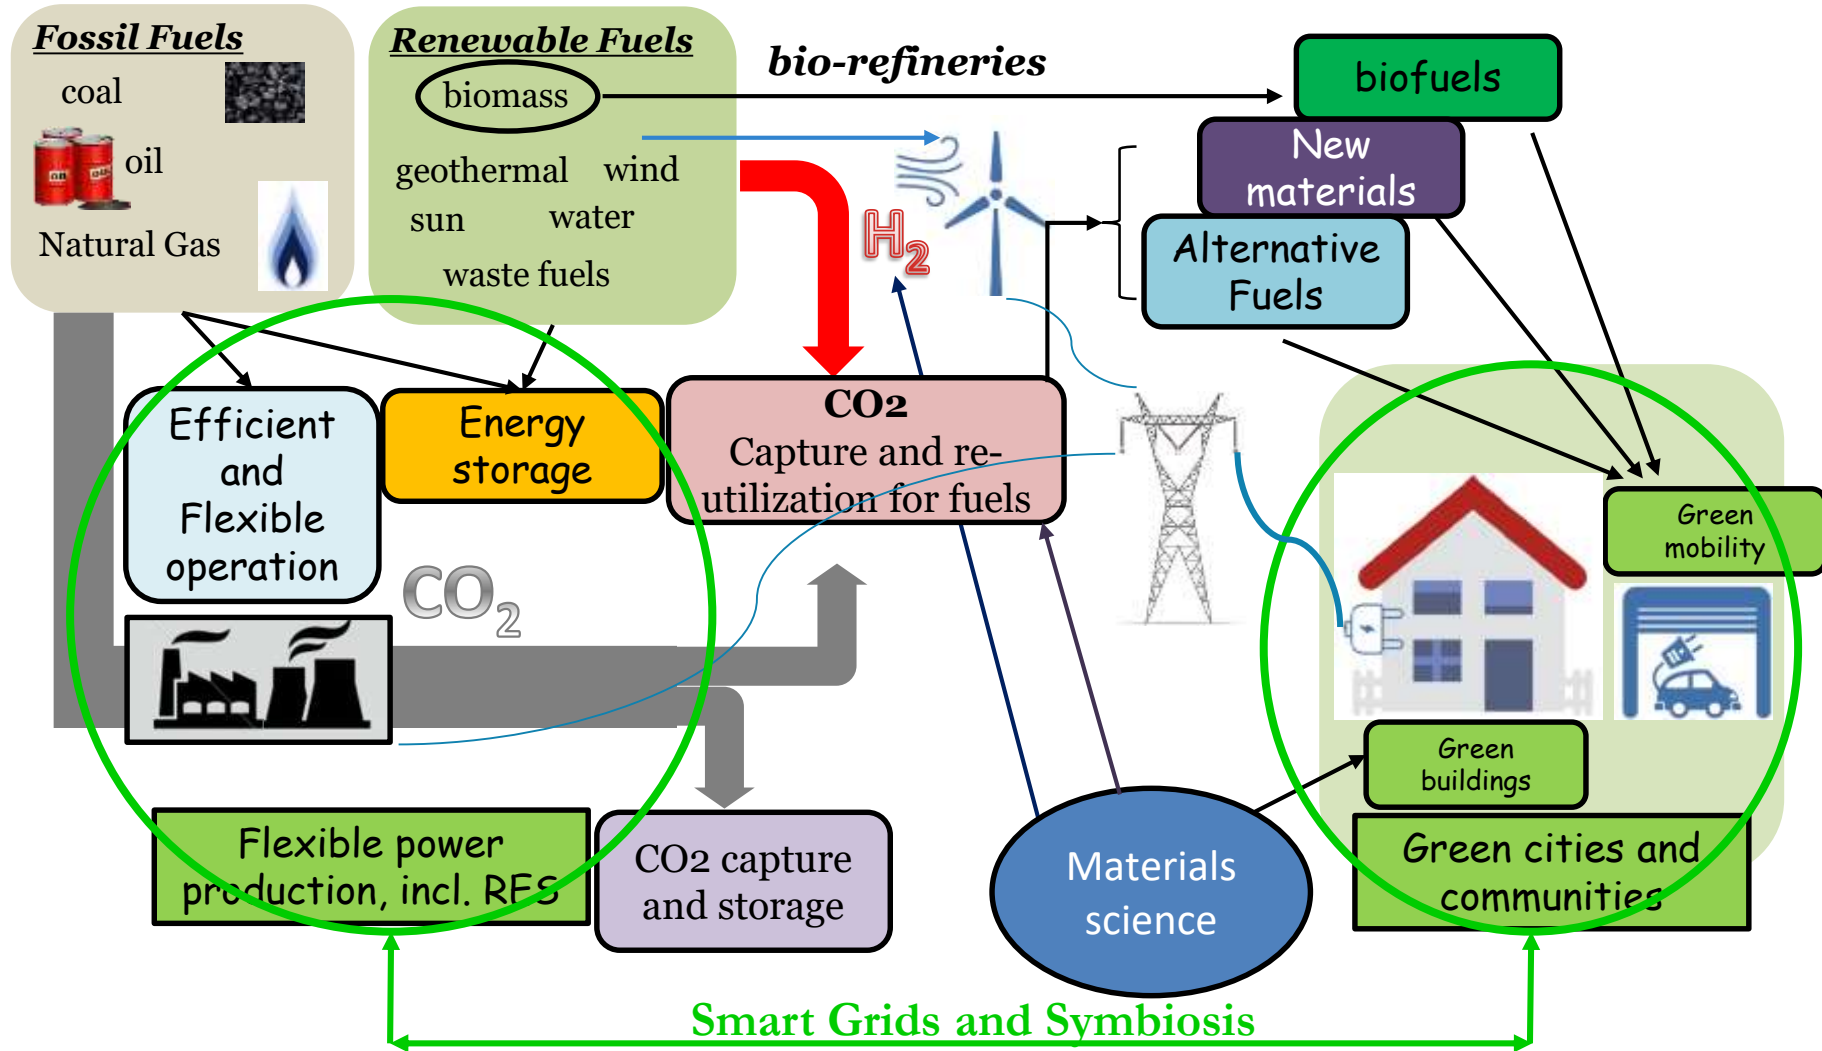 Fossil Fuels
coal
oil
Natural Gas
Renewable Fuels
biomass
geothermal wind
sun water
waste fuels
bio-refineries
H2
biofuels
New
materials
Alternative
Fuels
Efficient
and
Flexible
operation
Energy
storage
CO2
Capture and re-
utilization for fuels
CO2
Green
mobility
Green
buildings
Flexible power
production, incl. RES
CO2 capture
and storage
Materials
science
Green cities and
communities
Smart Grids and Symbiosis